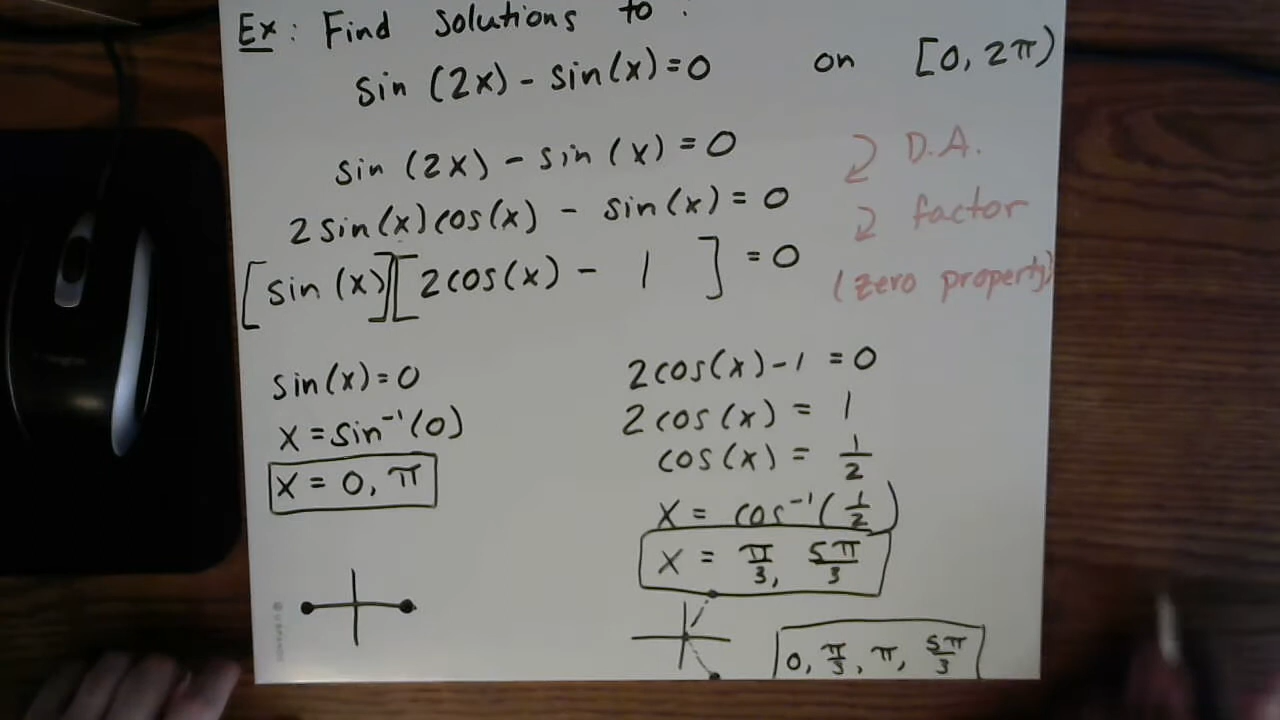 Ex: Find solutions to:
sin (2x) - sin(x) = 0 on [0, 2π)
sin (2x) - sin (x) = 0 D.A.
2 sin(x) cos(x) - sin(x) = 0 factor
[sin (x)][2cos(x) - 1] = 0 (zero property)
sin(x) = 0
x = sin⁻¹(0)
x = 0, π
2cos(x) - 1 = 0
2 cos (x) = 1
cos(x) = 1/2
x = cos⁻¹(1/2)
x = π/3, 5π/3
0, π/3, π, 5π/3